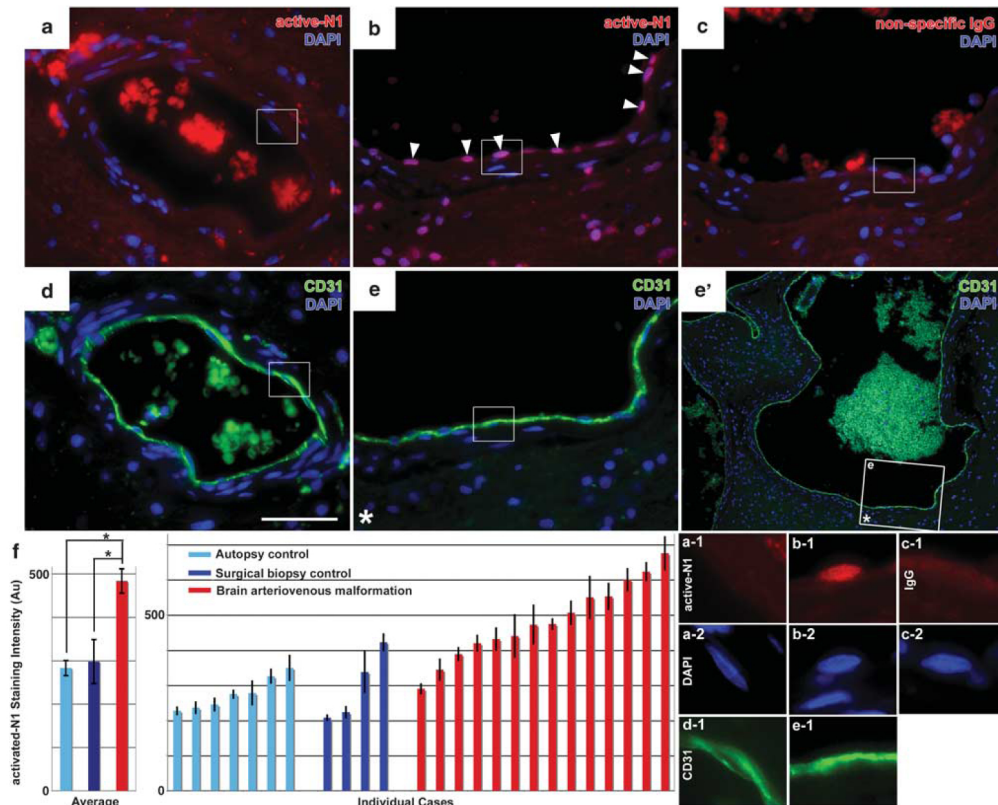 a
active-N1
DAPI
b
active-N1
DAPI
c
non-specific IgG
DAPI
d
CD31
DAPI
e
CD31
DAPI
*
e'
CD31
DAPI
e
*
f
activated-N1 Staining Intensity (Au)
500
0
*
*
Average
500
0
Autopsy control
Surgical biopsy control
Brain arteriovenous malformation
Individual Cases
a-1
active-N1
b-1
c-1
IgG
a-2
DAPI
b-2
c-2
d-1
CD31
e-1